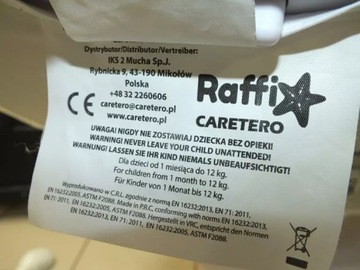 Dystrybutor/Distributor/Vertreiber:
IKS 2 Mucha Sp.J.
Rybnicka 9, 43-190 Mikołów
Polska
+48 32 2260606
caretero@caretero.pl
www.caretero.pl
CE
Raffi
CARETERO
UWAGA! NIGDY NIE ZOSTAWIAJ DZIECKA BEZ OPIEKI!
WARNING! NEVER LEAVE YOUR CHILD UNATTENDED!
WARNUNG! LASSEN SIE IHR KIND NIEMALS UNBEAUFSICHTIGT!
Dla dzieci od 1 miesiąca do 12 kg.
For children from 1 month to 12 kg.
Für Kinder von 1 Monat bis 12 kg.
Wyprodukowano w C.R.L. zgodnie z normą EN 16232:2013, EN 71: 2011,
EN 16232:2005, ASTM F2088. Made in P.R.C, conforming with norms EN 16232:2013,
EN 71: 2011, EN 16232:2005, ASTM F2088. Hergestellt in VRC, entspricht den Normen
EN 16232:2013, EN 71: 2011, EN 16232:2005, ASTM F2088.